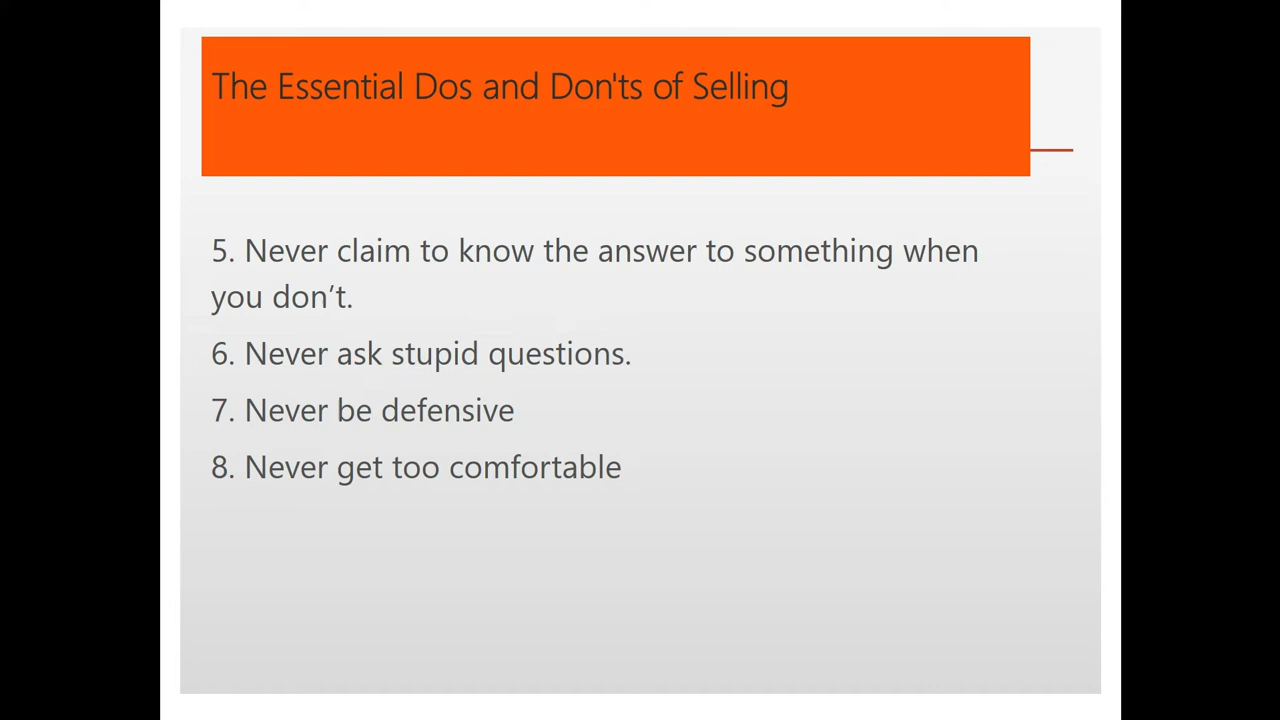 The Essential Dos and Don'ts of Selling
5. Never claim to know the answer to something when
you don’t.
6. Never ask stupid questions.
7. Never be defensive
8. Never get too comfortable